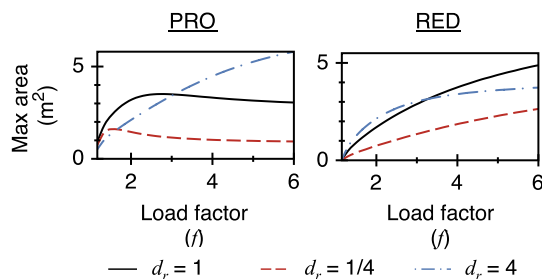 PRO
RED
Max area
(m²)
5
0
2
4
6
Load factor
(f)
5
0
2
4
6
Load factor
(f)
d_r = 1
d_r = 1/4
d_r = 4